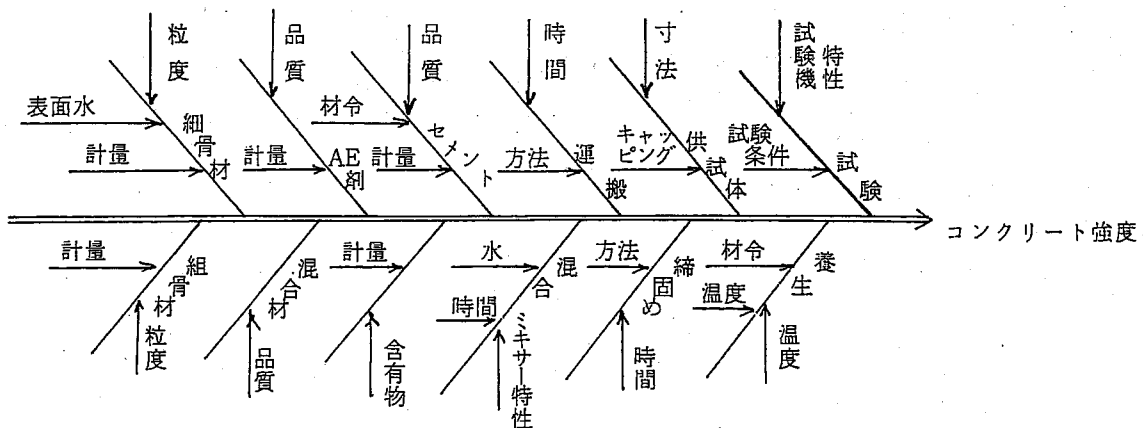 粒度
表面水
計量
細骨材
品質
計量
AE剤
品質
材令
計量
セメント
時間
方法
運搬
寸法
キャッピング
供試体
試験機特性
試験条件
試験
コンクリート強度
計量
粒度
組骨材
品質
混合材
計量
含有物
水
時間
ミキサー特性
混合
方法
時間
締固め
材令
温度
温度
養生